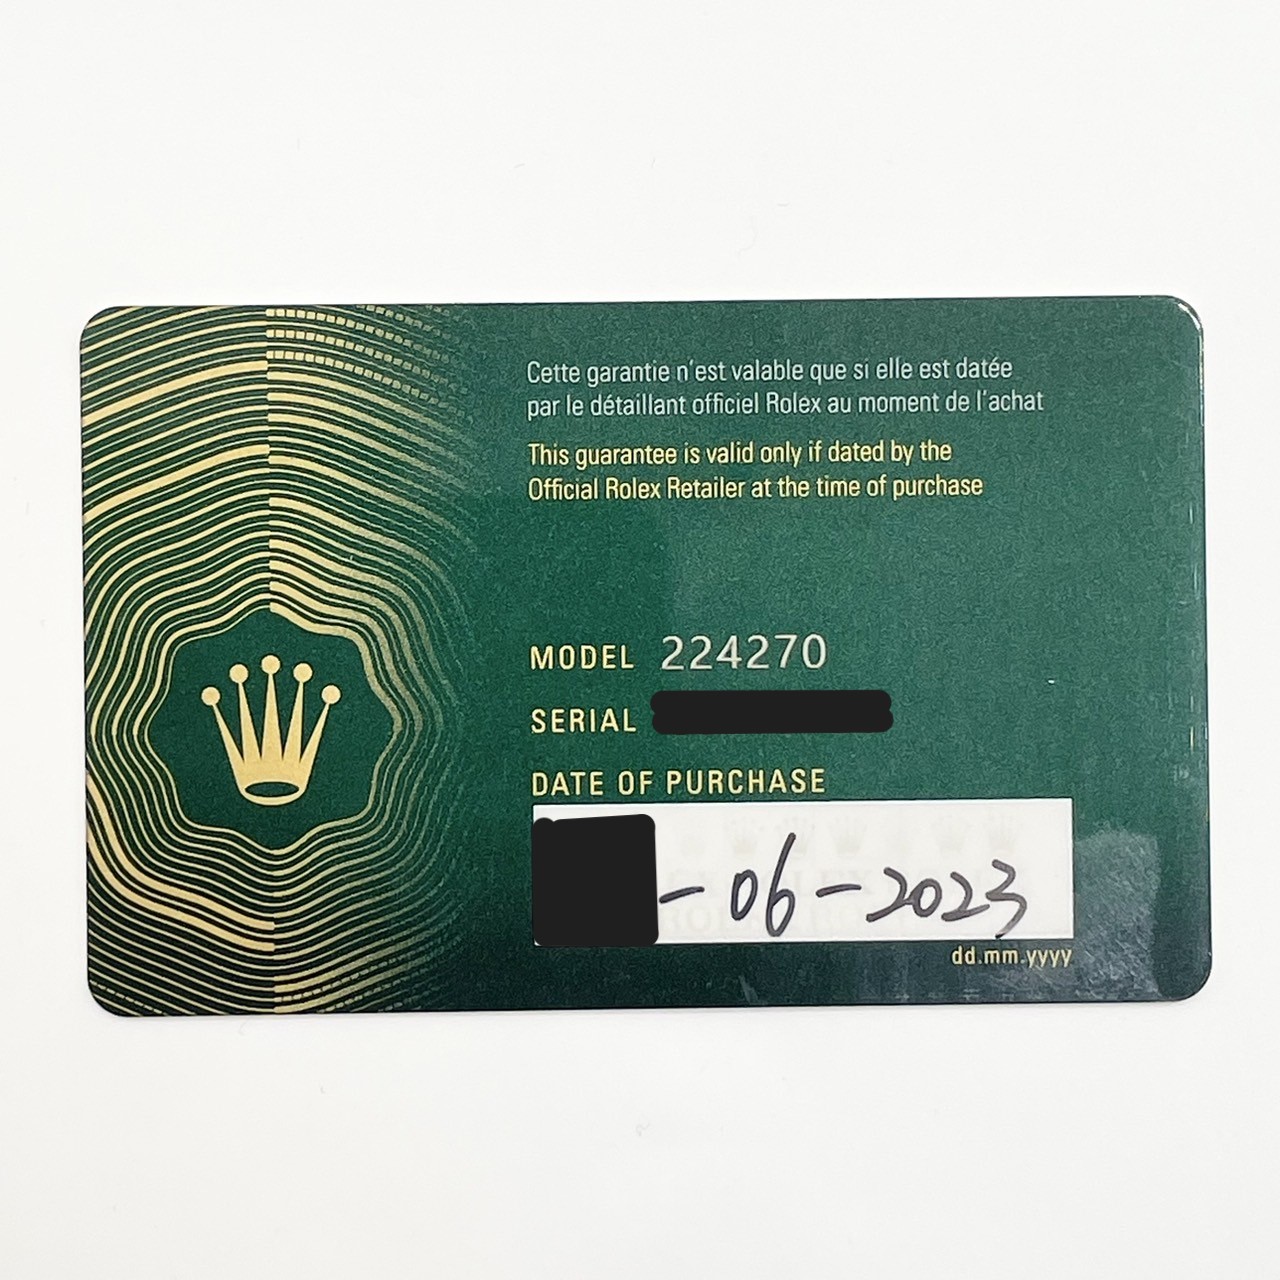 Cette garantie n'est valable que si elle est datée
par le détaillant officiel Rolex au moment de l'achat
This guarantee is valid only if dated by the
Official Rolex Retailer at the time of purchase
MODEL 224270
SERIAL
DATE OF PURCHASE
-06-2023
dd.mm.yyyy